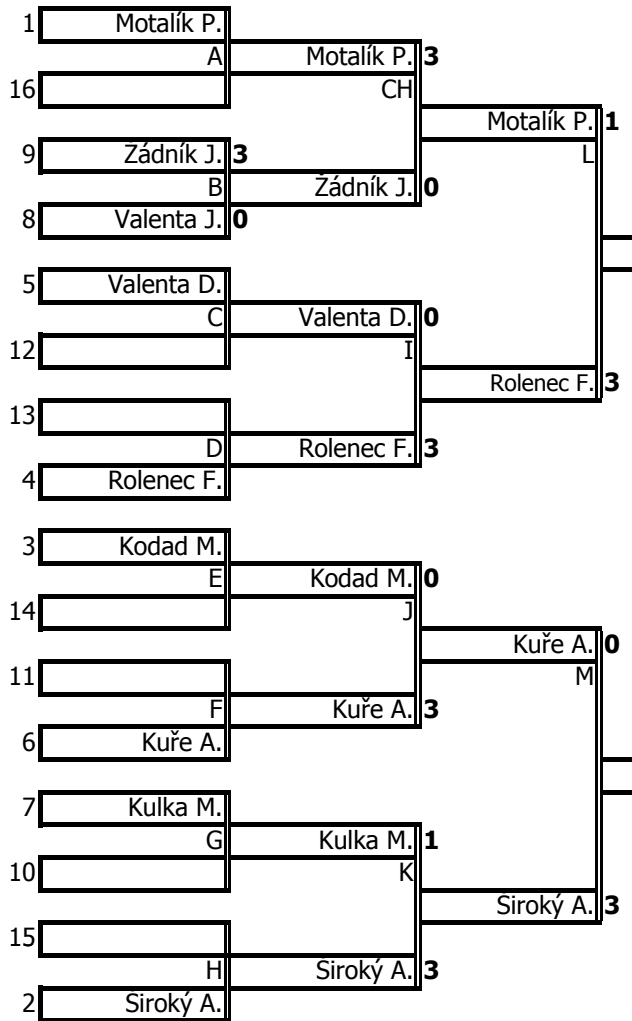 1 Motalík P.
A Motalík P. 3
16 CH
Motalík P. 1
9 Žádník J. 3 L
B Žádník J. 0
8 Valenta J. 0
5 Valenta D.
C Valenta D. 0
12 I
Rolenec F. 3
13
D Rolenec F. 3
4 Rolenec F.
3 Kodad M.
E Kodad M. 0
14 J
Kuře A. 0
11 M
F Kuře A. 3
6 Kuře A.
7 Kulka M.
G Kulka M. 1
10 K
Široký A. 3
15
H Široký A. 3
2 Široký A.